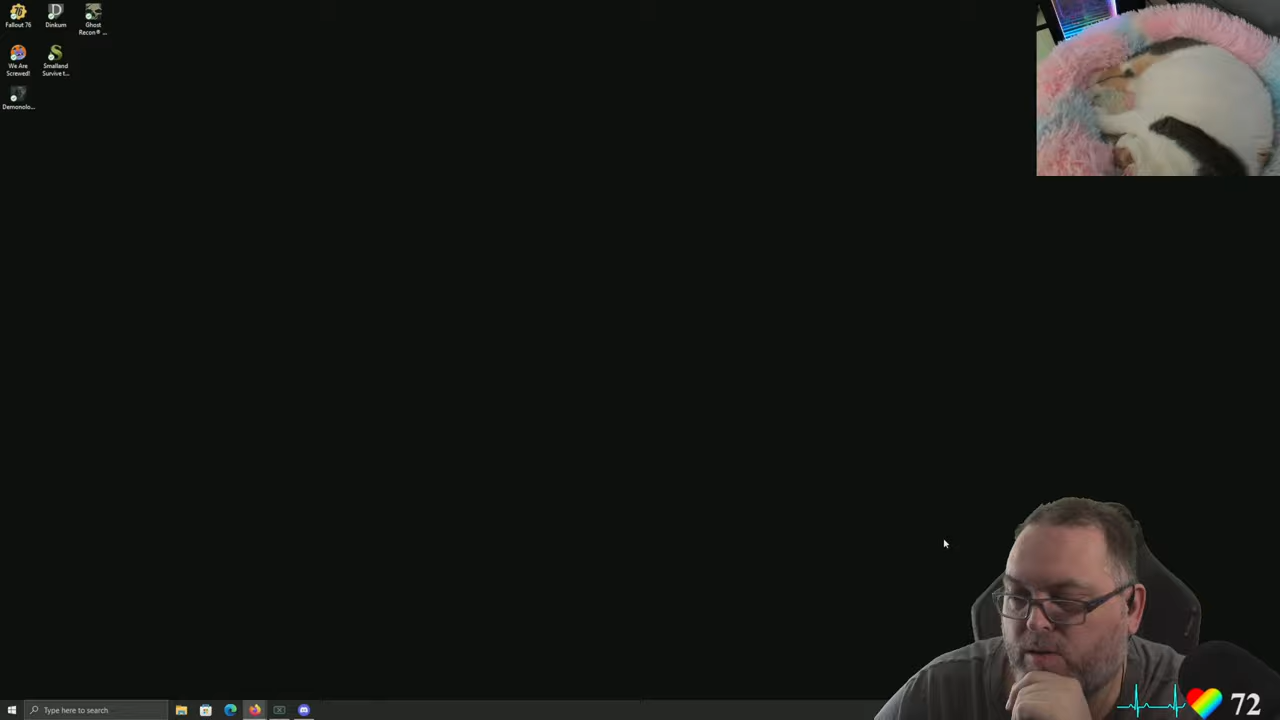 Fallout 76
Dinkum
Ghost
Recon® ...
We Are
Screwed!
Smalland
Survive t...
Demonolo...
Type here to search
72